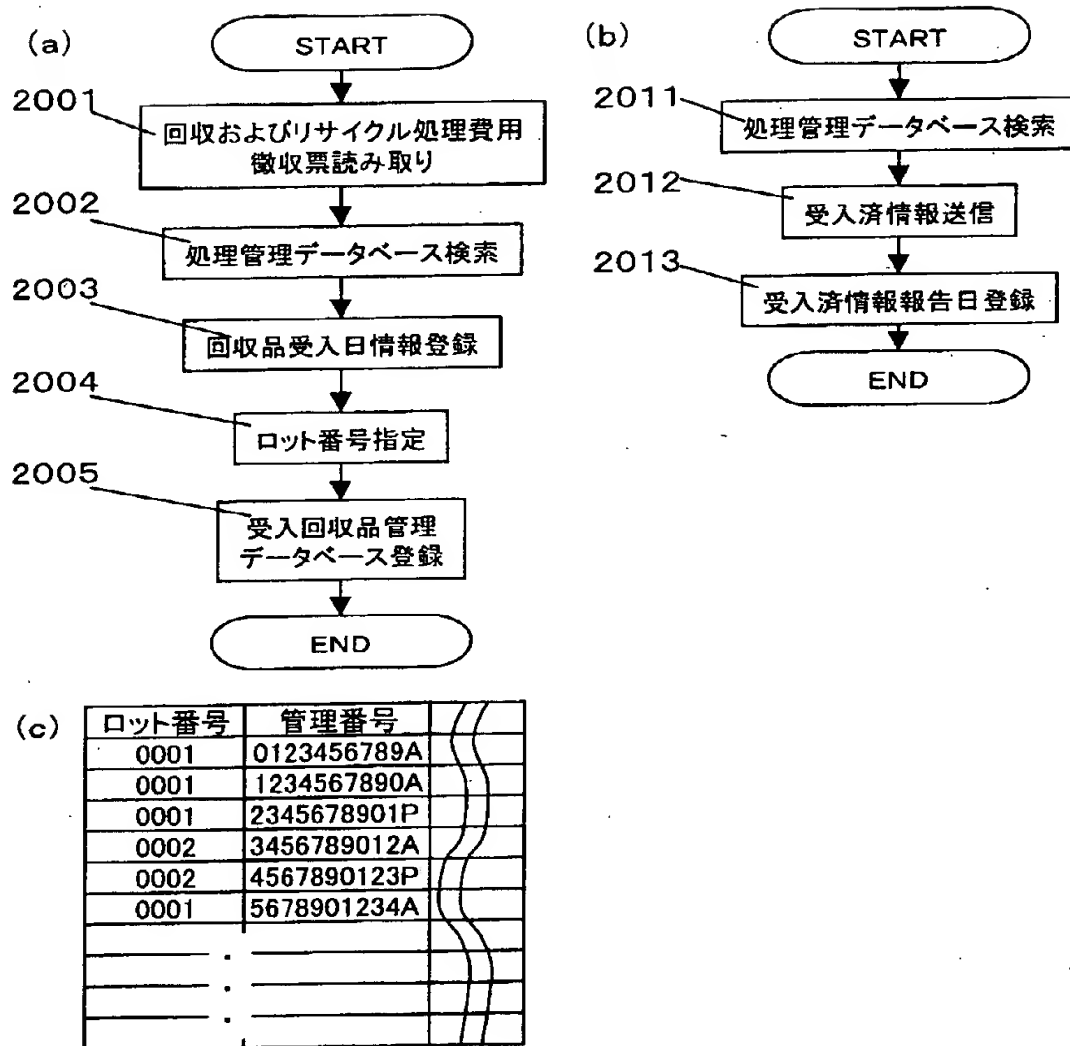 (a)
START
2001
回収およびリサイクル処理費用
徴収票読み取り
2002
処理管理データベース検索
2003
回収品受入日情報登録
2004
ロット番号指定
2005
受入回収品管理
データベース登録
END
(b)
START
2011
処理管理データベース検索
2012
受入済情報送信
2013
受入済情報報告日登録
END
(c)
ロット番号 管理番号
0001 0123456789A
0001 1234567890A
0001 2345678901P
0002 3456789012A
0002 4567890123P
0001 5678901234A